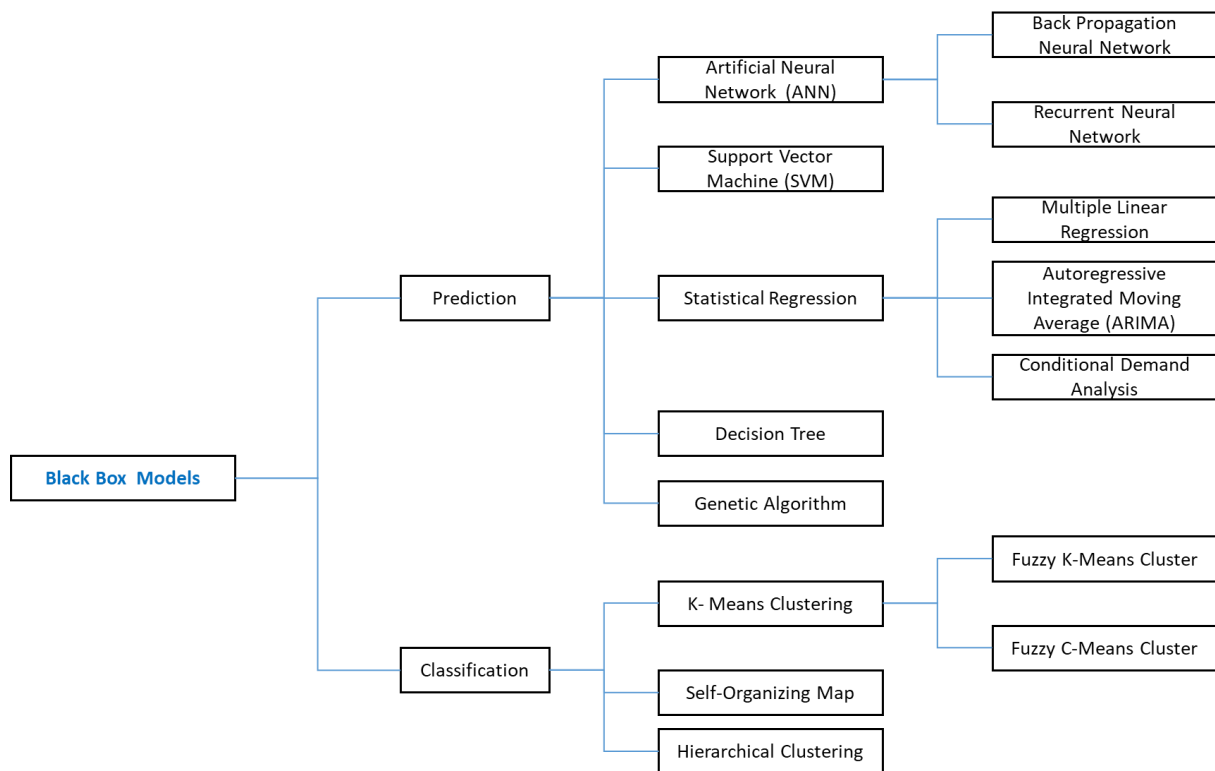 Back Propagation
Neural Network
Artificial Neural
Network (ANN)
Recurrent Neural
Network
Support Vector
Machine (SVM)
Multiple Linear
Regression
Prediction
Statistical Regression
Autoregressive
Integrated Moving
Average (ARIMA)
Conditional Demand
Analysis
Decision Tree
Black Box Models
Genetic Algorithm
Fuzzy K-Means Cluster
K- Means Clustering
Fuzzy C-Means Cluster
Classification
Self-Organizing Map
Hierarchical Clustering